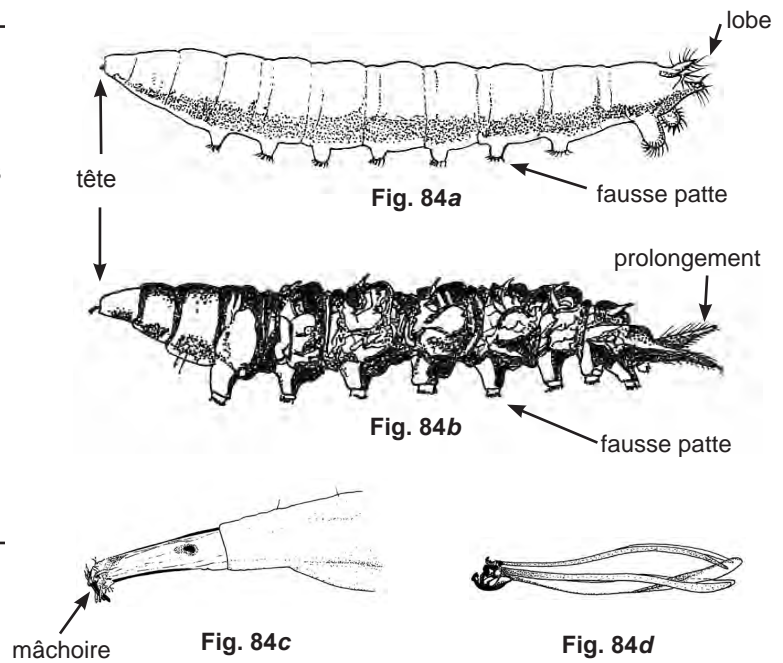 lobe
tête
Fig. 84a
fausse patte
prolongement
Fig. 84b
fausse patte
mâchoire
Fig. 84c
Fig. 84d